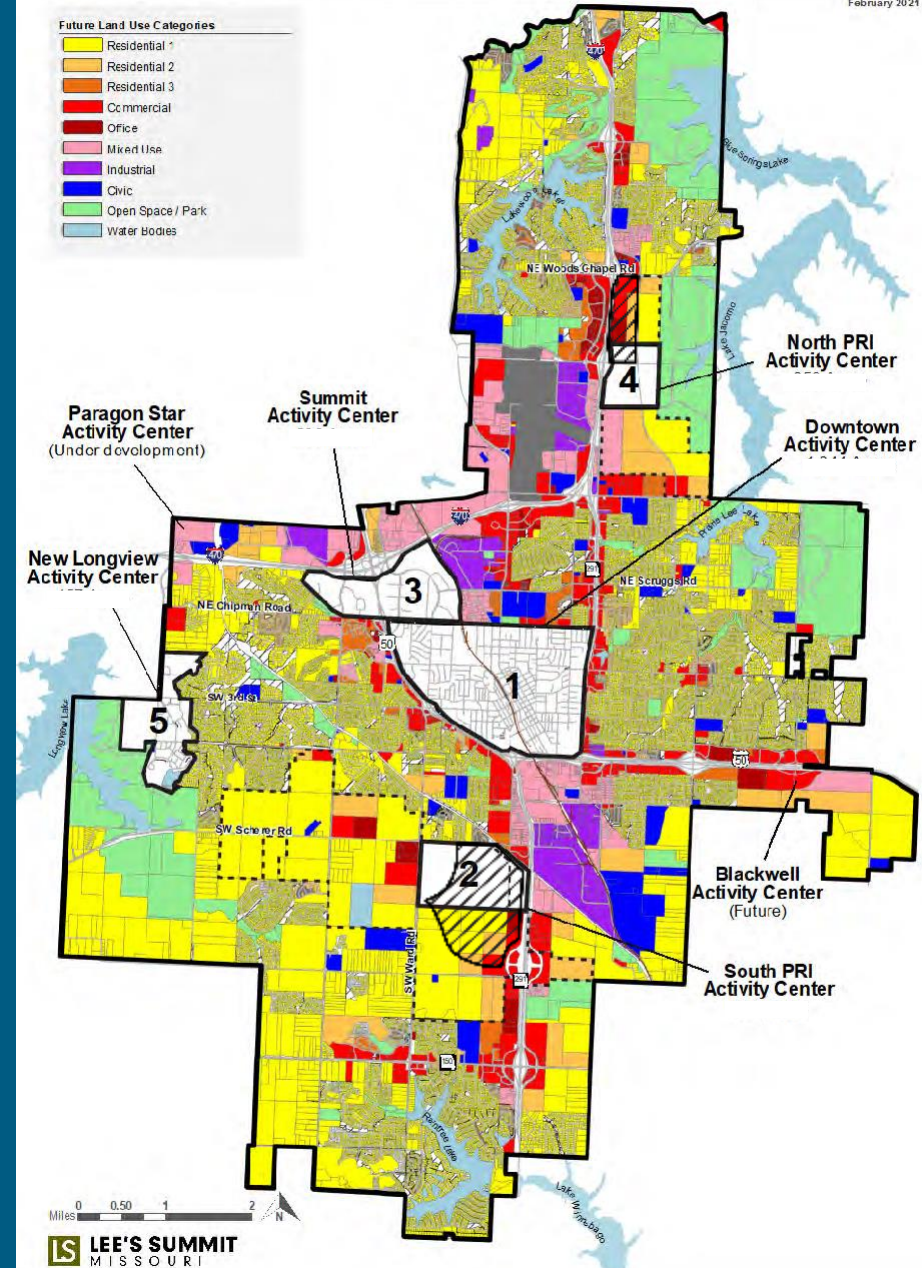 February 2021
Future Land Use Categories
Residential 1
Residential 2
Residential 3
Commercial
Office
Mixed Use
Industrial
Civic
Open Space / Park
Water Bodies
470
Blue Springs Lake
Lakewood Lakes
NE Woods Chapel Rd
Lake Jacomo
North PRI
Activity Center
4
Summit
Activity Center
Paragon Star
Activity Center
(Under development)
Downtown
Activity Center
470
Prairie Lee Lake
New Longview
Activity Center
470
291
NE Scruggs Rd
3
NE Chipman Road
50
1
SW 3rd St
5
Longview Lake
50
SW Scherer Rd
2
Blackwell
Activity Center
(Future)
SW Ward Rd
South PRI
Activity Center
291
150
Raintree Lake
Lake Winnebago
0 0.50 1 2
Miles
N
LS LEE'S SUMMIT
MISSOURI